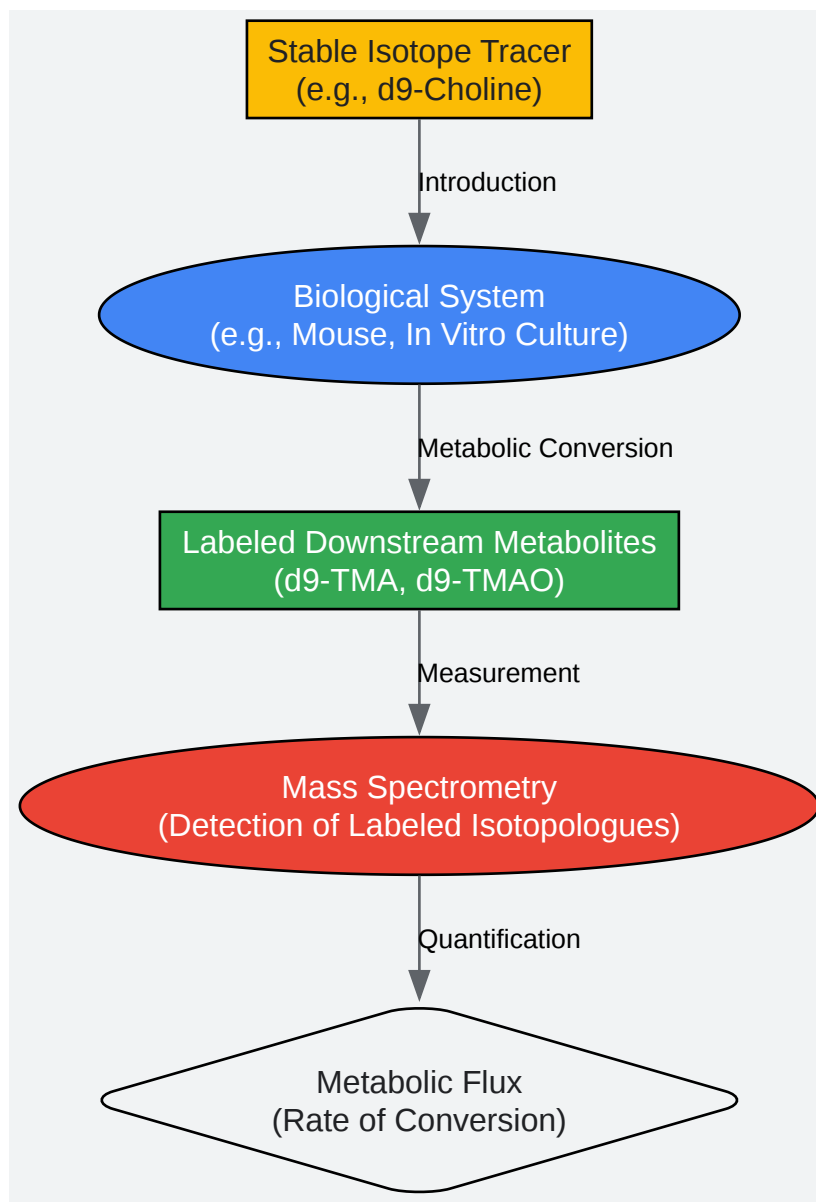 Stable Isotope Tracer
(e.g., d9-Choline)
Introduction
Biological System
(e.g., Mouse, In Vitro Culture)
Metabolic Conversion
Labeled Downstream Metabolites
(d9-TMA, d9-TMAO)
Measurement
Mass Spectrometry
(Detection of Labeled Isotopologues)
Quantification
Metabolic Flux
(Rate of Conversion)